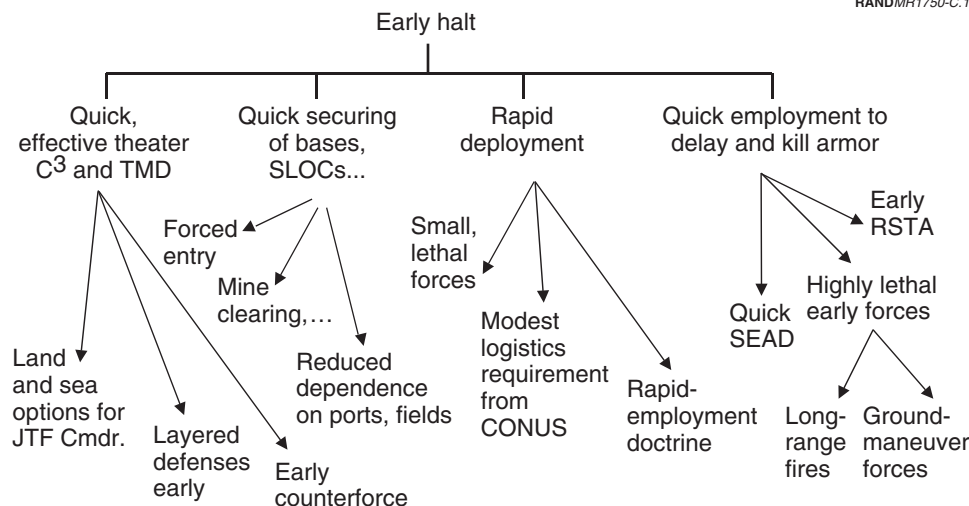 RANDMR1750-C.1
Early halt
Quick,
effective theater
C3 and TMD
Quick securing
of bases,
SLOCs...
Rapid
deployment
Quick employment to
delay and kill armor
Forced
entry
Mine
clearing,...
Reduced
dependence
on ports, fields
Land
and sea
options for
JTF Cmdr.
Layered
defenses
early
Early
counterforce
Small,
lethal
forces
Modest
logistics
requirement
from
CONUS
Rapid-
employment
doctrine
Early
RSTA
Quick
SEAD
Highly lethal
early forces
Long-
range
fires
Ground-
maneuver
forces